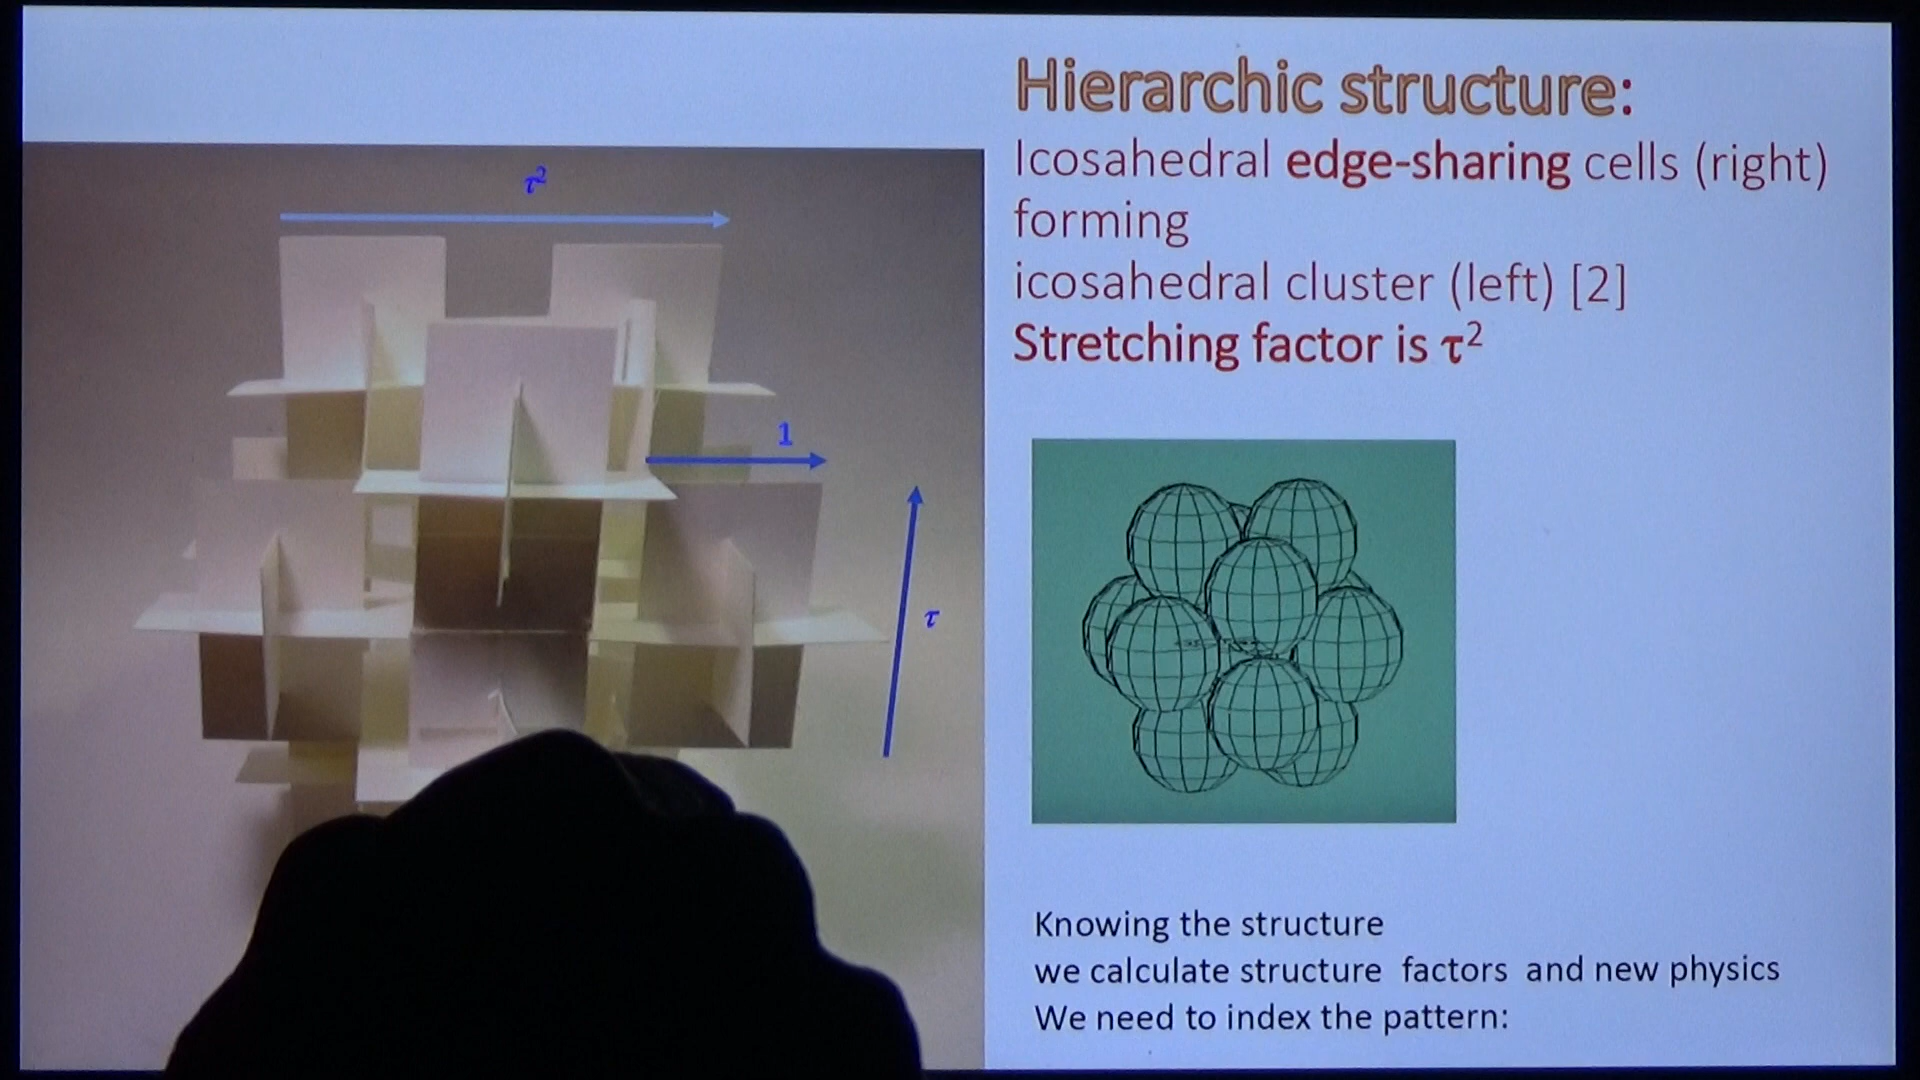 Hierarchic structure:
Icosahedral edge-sharing cells (right)
forming
icosahedral cluster (left) [2]
Stretching factor is τ²
τ²
1
τ
Knowing the structure
we calculate structure factors and new physics
We need to index the pattern: